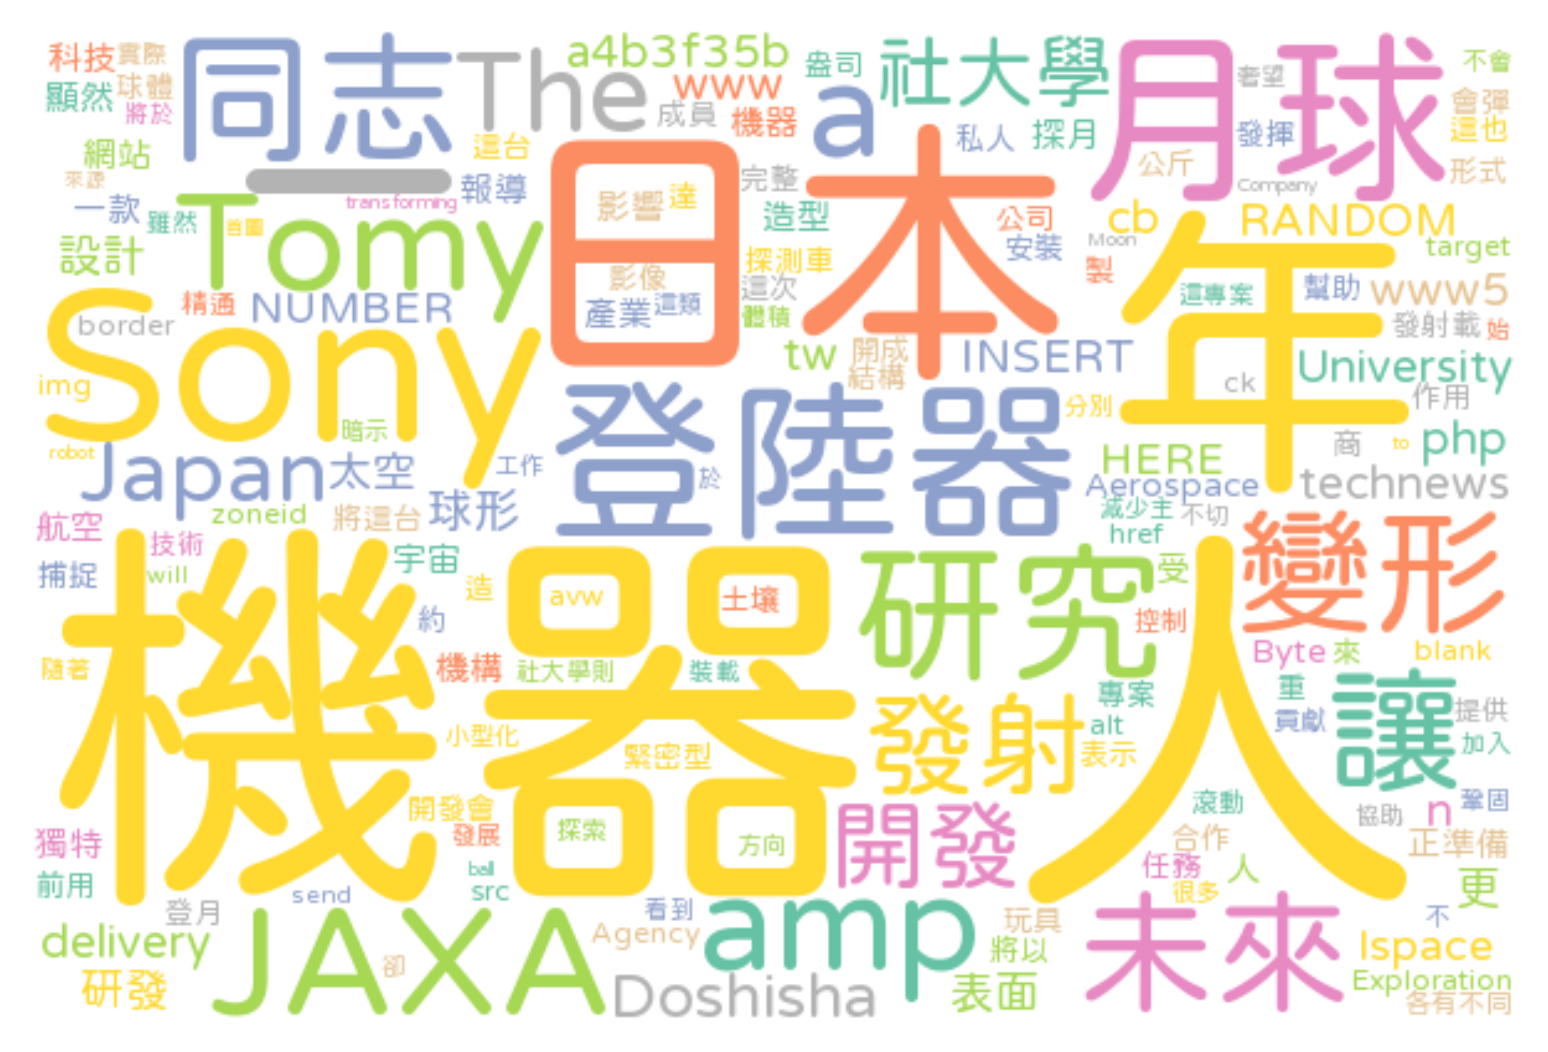 科技
實際
同志
The
a4b3f35b
盎司
社大學
月球
奢望
不會
顯然
球體
將於
www
成員
機器
a
私人
探月
發揮
會彈
這也
網站
這台
日本
公斤
形式
來源
一款
雖然
transforming
報導
影響
達
完整
造型
公司
安裝
cb
Company
RANDOM
設計
首圖
Tomy
探測車
Moon
製
年
target
精通
NUMBER
影像
產業
這類
這次
體積
這專案
幫助
www5
border
Sony
tw
開成
結構
INSERT
發射載
始
University
img
暗示
登陸器
分別
ck
作用
robot
Japan
太空
工作
於
HERE
商
to
php
航空
zoneid
將這台
球形
Aerospace
technews
減少主
不切
href
捕捉
技術
will
宇宙
造
avw
土壤
研究
受
變形
機器人
約
控制
隨著
機構
社大學則
裝載
Byte
來
blank
專案
重
讓
提供
小型化
緊密型
發射
alt
表示
貢獻
加入
開發會
發展
探索
方向
開發
滾動
協助
n
鞏固
獨特
合作
正準備
前用
ball
src
任務
人
很多
更
send
登月
看到
delivery
JAXA
卻
Agency
amp
玩具
將以
未來
不
Ispace
研發
Doshisha
表面
Exploration
各有不同